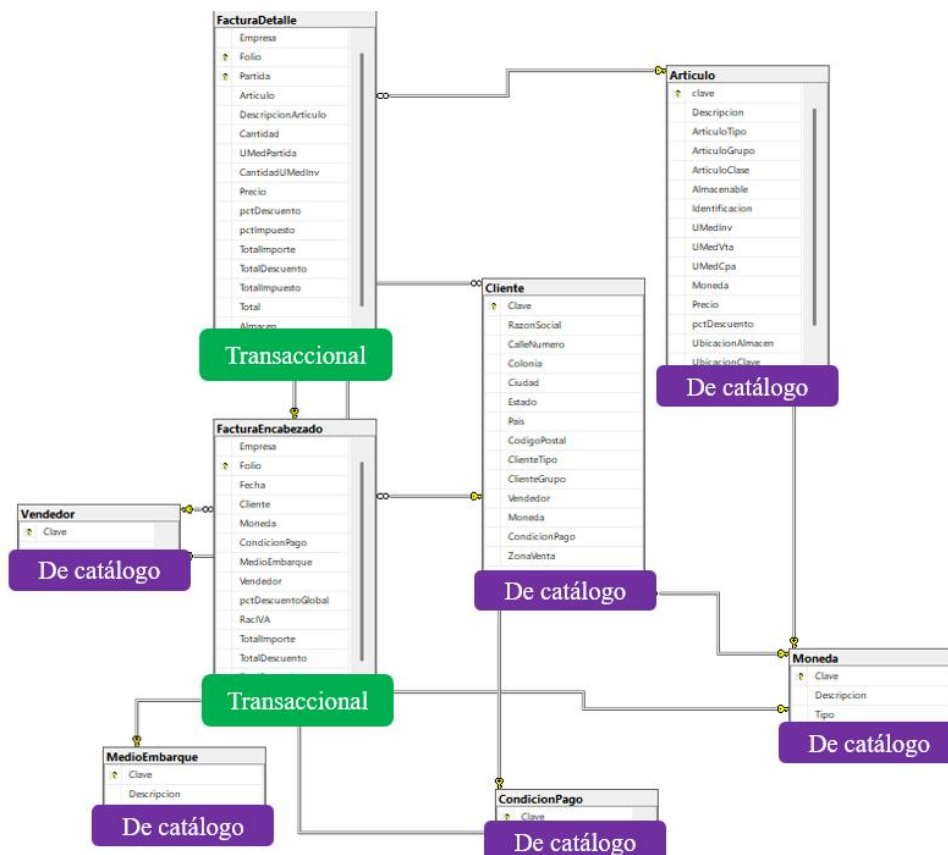 FacturaDetalle
Empresa
Folio
Partida
Articulo
DescripcionArticulo
Cantidad
UMedPartida
CantidadUMedInv
Precio
pctDescuento
pctImpuesto
TotalImporte
TotalDescuento
TotalImpuesto
Total
Almacen
Transaccional
Articulo
clave
Descripcion
ArticuloTipo
ArticuloGrupo
ArticuloClase
Almacenable
Identificacion
UMedInv
UMedVta
UMedCpa
Moneda
Precio
pctDescuento
UbicacionAlmacen
UbicacionClave
De catálogo
Cliente
Clave
RazonSocial
CalleNumero
Colonia
Ciudad
Estado
Pais
CodigoPostal
ClienteTipo
ClienteGrupo
Vendedor
Moneda
CondicionPago
ZonaVenta
De catálogo
FacturaEncabezado
Empresa
Folio
Fecha
Cliente
Moneda
CondicionPago
MedioEmbarque
Vendedor
pctDescuentoGlobal
RacIVA
TotalImporte
TotalDescuento
Transaccional
Vendedor
Clave
De catálogo
Moneda
Clave
Descripcion
Tipo
De catálogo
MedioEmbarque
Clave
Descripcion
De catálogo
CondicionPago
Clave
De catálogo